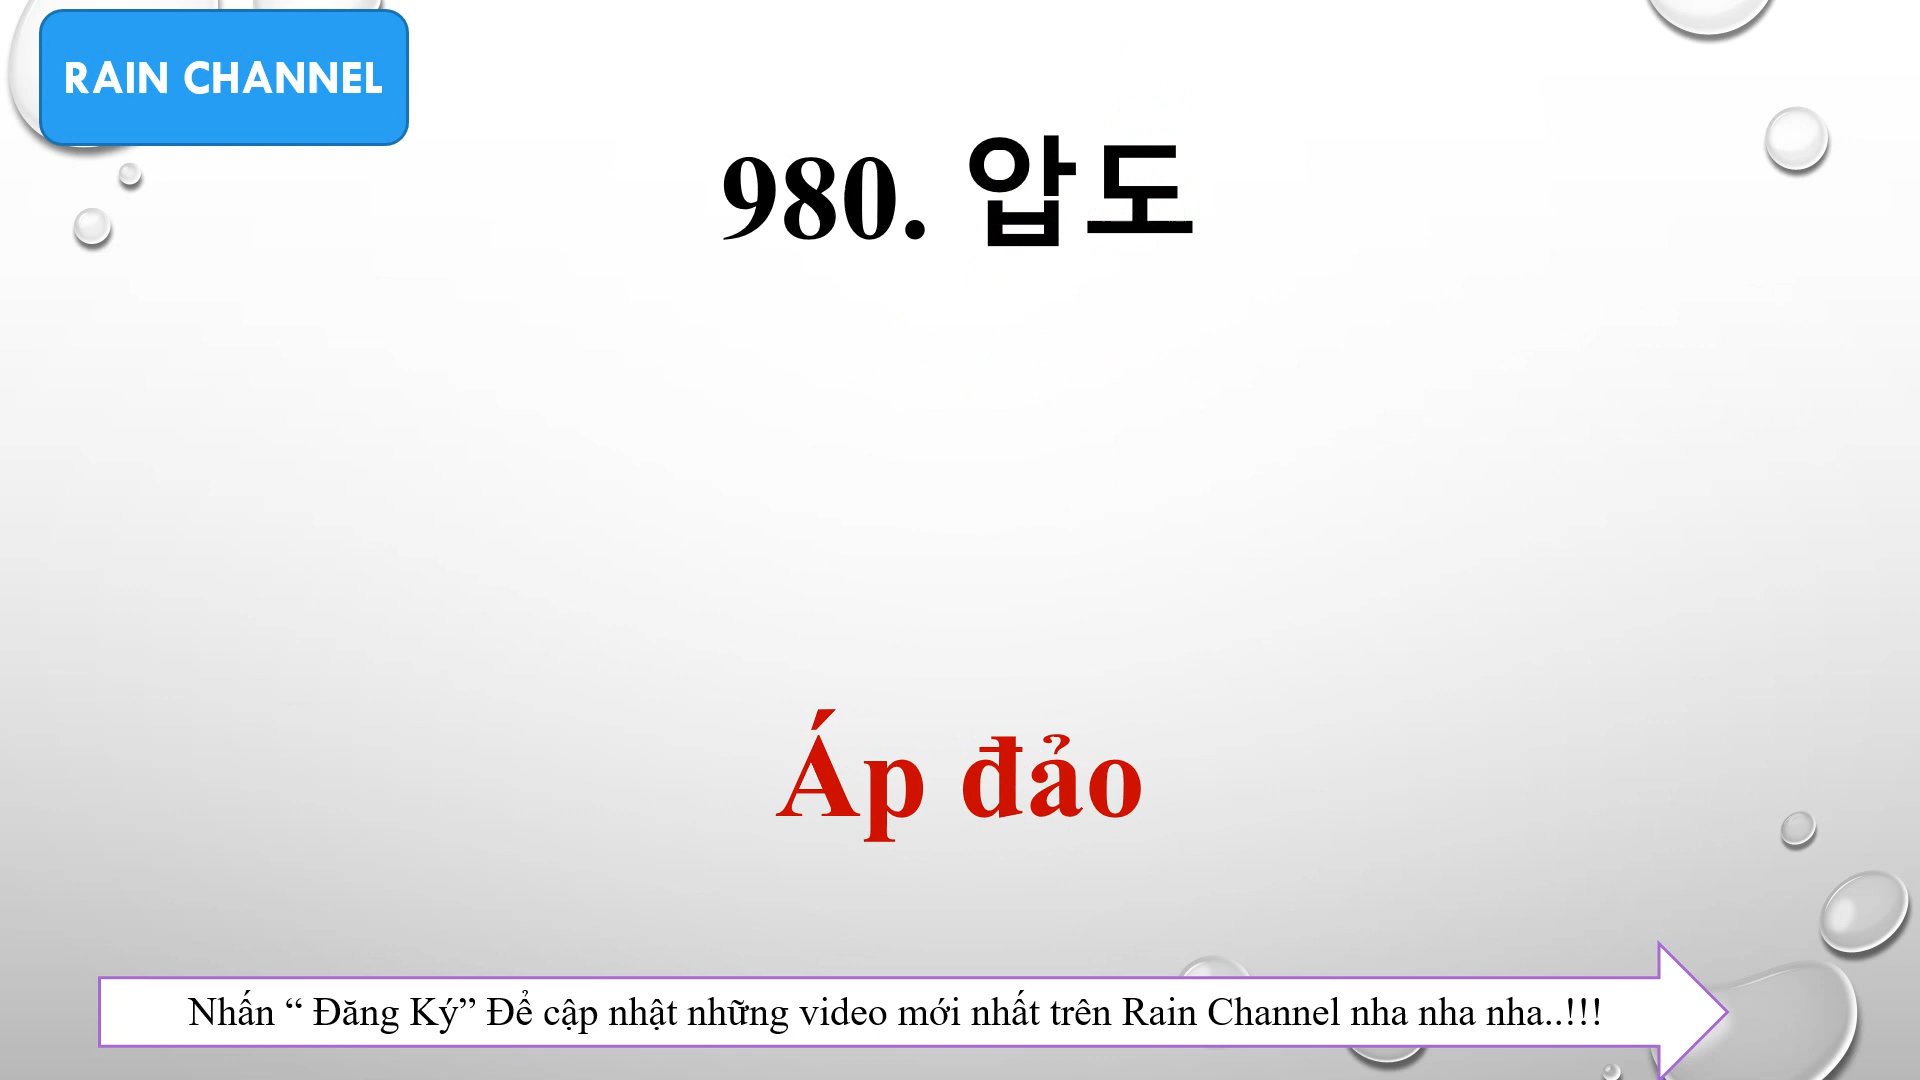 RAIN CHANNEL
980. 압도
Áp đảo
Nhấn “ Đăng Ký” Để cập nhật những video mới nhất trên Rain Channel nha nha nha..!!!